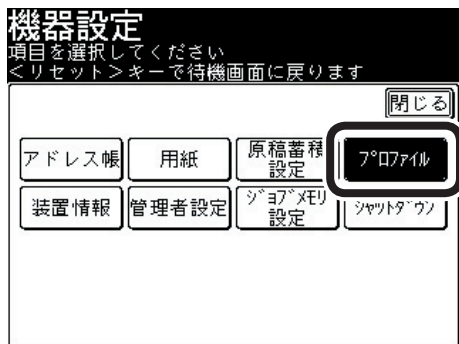 機器設定
項目を選択してください
<リセット>キーで待機画面に戻ります
閉じる
アドレス帳 用紙 原稿蓄積 プロファイル
設定
装置情報 管理者設定 ジョブメモリ シャットダウン
設定